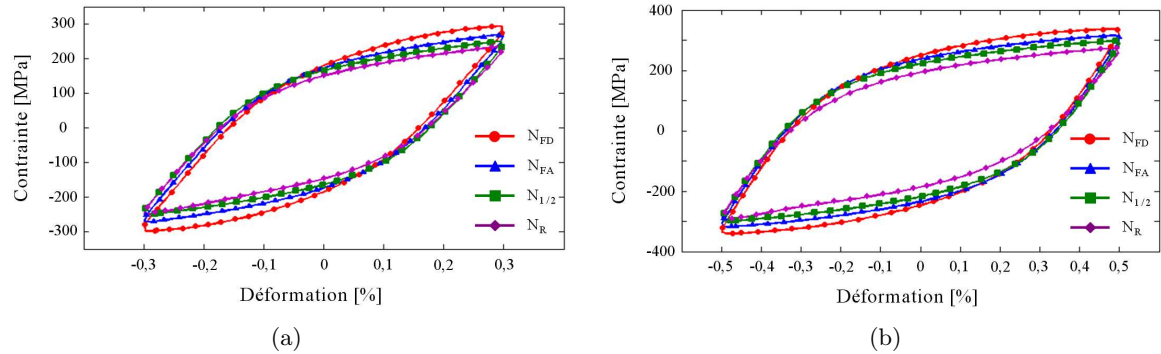 Contrainte [MPa]
300
200
100
0
-100
-200
-300
-0,3
-0,2
-0,1
0
0,1
0,2
0,3
Déformation [%]
N_FD
N_FA
N_1/2
N_R
(a)
Contrainte [MPa]
400
200
0
-200
-400
-0,5
-0,4
-0,3
-0,2
-0,1
0
0,1
0,2
0,3
0,4
0,5
Déformation [%]
N_FD
N_FA
N_1/2
N_R
(b)